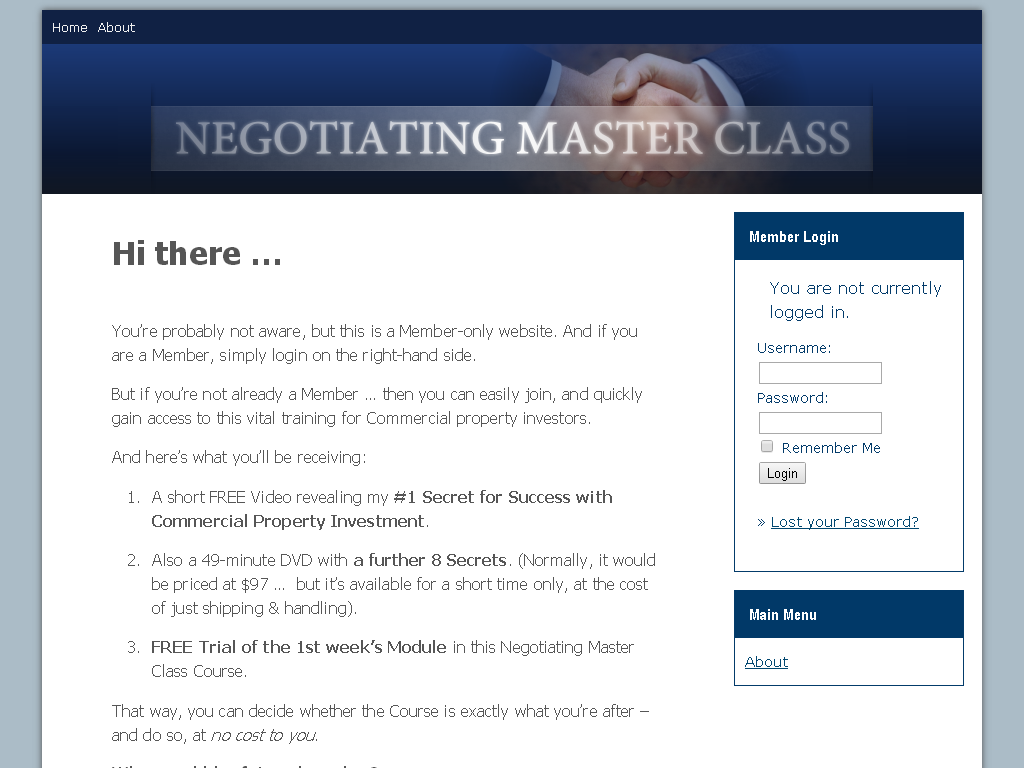 Home About
NEGOTIATING MASTER CLASS
Hi there …
You’re probably not aware, but this is a Member-only website. And if you
are a Member, simply login on the right-hand side.
But if you’re not already a Member … then you can easily join, and quickly
gain access to this vital training for Commercial property investors.
And here’s what you’ll be receiving:
1. A short FREE Video revealing my #1 Secret for Success with
Commercial Property Investment.
2. Also a 49-minute DVD with a further 8 Secrets. (Normally, it would
be priced at $97 … but it’s available for a short time only, at the cost
of just shipping & handling).
3. FREE Trial of the 1st week’s Module in this Negotiating Master
Class Course.
That way, you can decide whether the Course is exactly what you’re after –
and do so, at no cost to you.
Member Login
You are not currently
logged in.
Username:
Password:
Remember Me
Login
» Lost your Password?
Main Menu
About